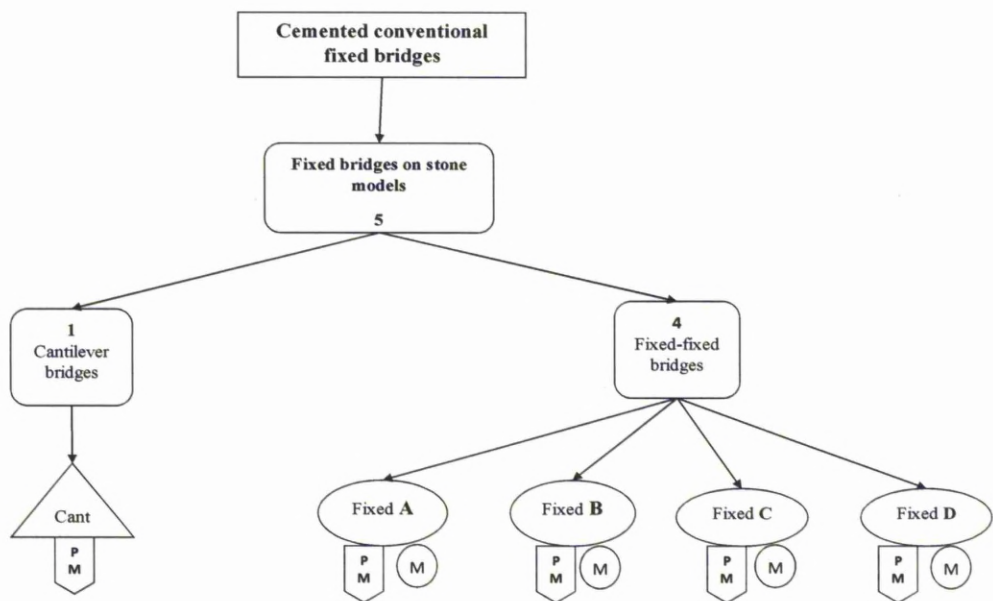 Cemented conventional
fixed bridges
Fixed bridges on stone
models
5
1
Cantilever
bridges
4
Fixed-fixed
bridges
Cant
Fixed A
Fixed B
Fixed C
Fixed D
P
M
P
M
M
P
M
M
P
M
M
P
M
M